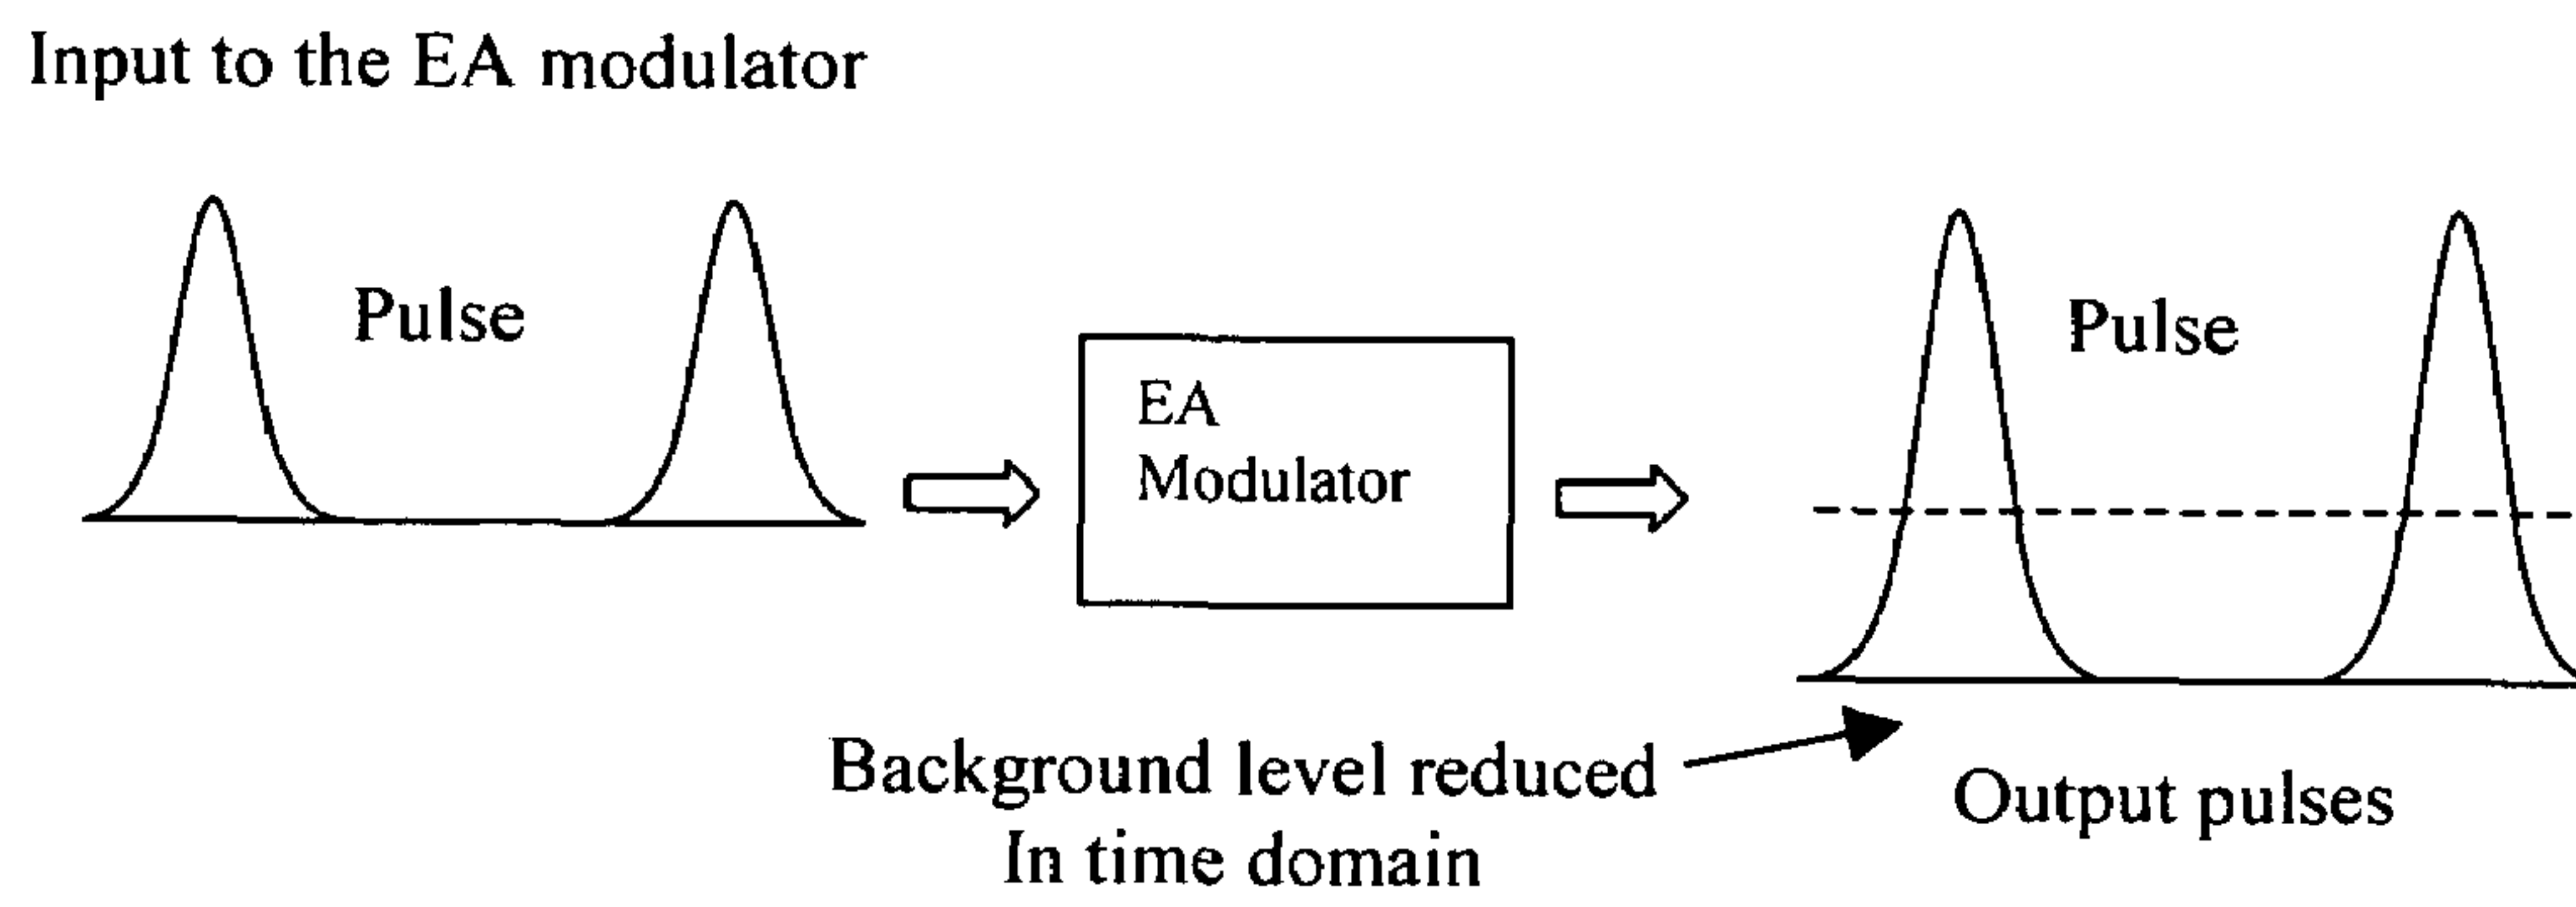 Input to the EA modulator
Pulse
EA
Modulator
Pulse
Background level reduced
In time domain
Output pulses